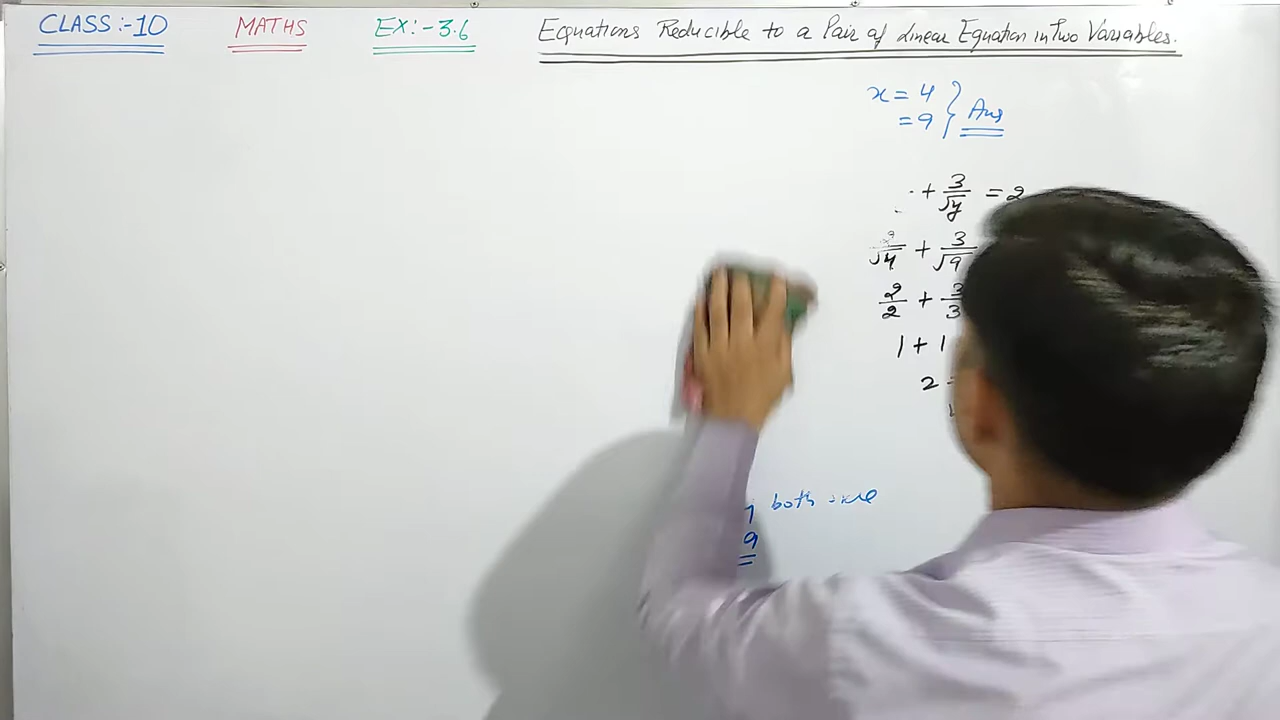 CLASS:-10 MATHS EX:-3.6 Equations Reducible to a Pair of Linear Equation in Two Variables.
x = 4
= 9 } Ans
+ 3/√y = 2
2/√4 + 3/√9
2/2 + 3/3
1 + 1
2
both
9